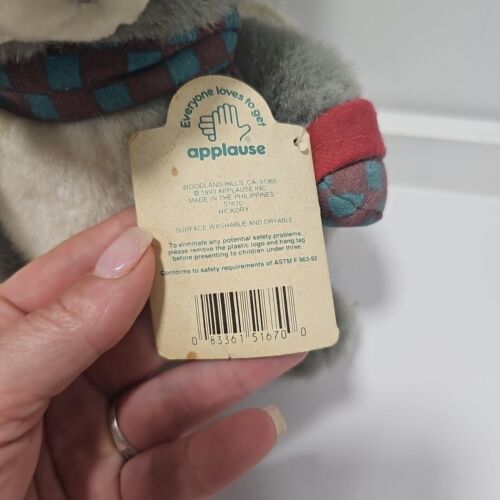 Everyone loves to get
applause
WOODLAND HILLS, CA 91365
© 1993 APPLAUSE INC.
MADE IN THE PHILIPPINES
51670
HICKORY
SURFACE WASHABLE AND DRYABLE
To eliminate any potential safety problems,
please remove the plastic logo and hang tag
before presenting to children under three.
Conforms to safety requirements of ASTM F 963-92
0 83361 51670 0